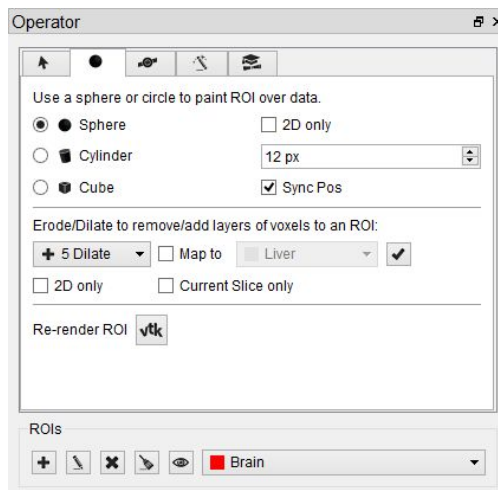 Operator
Use a sphere or circle to paint ROI over data.
Sphere
2D only
Cylinder
12 px
Cube
Sync Pos
Erode/Dilate to remove/add layers of voxels to an ROI:
5 Dilate
Map to
Liver
2D only
Current Slice only
Re-render ROI
vtk
ROIs
Brain